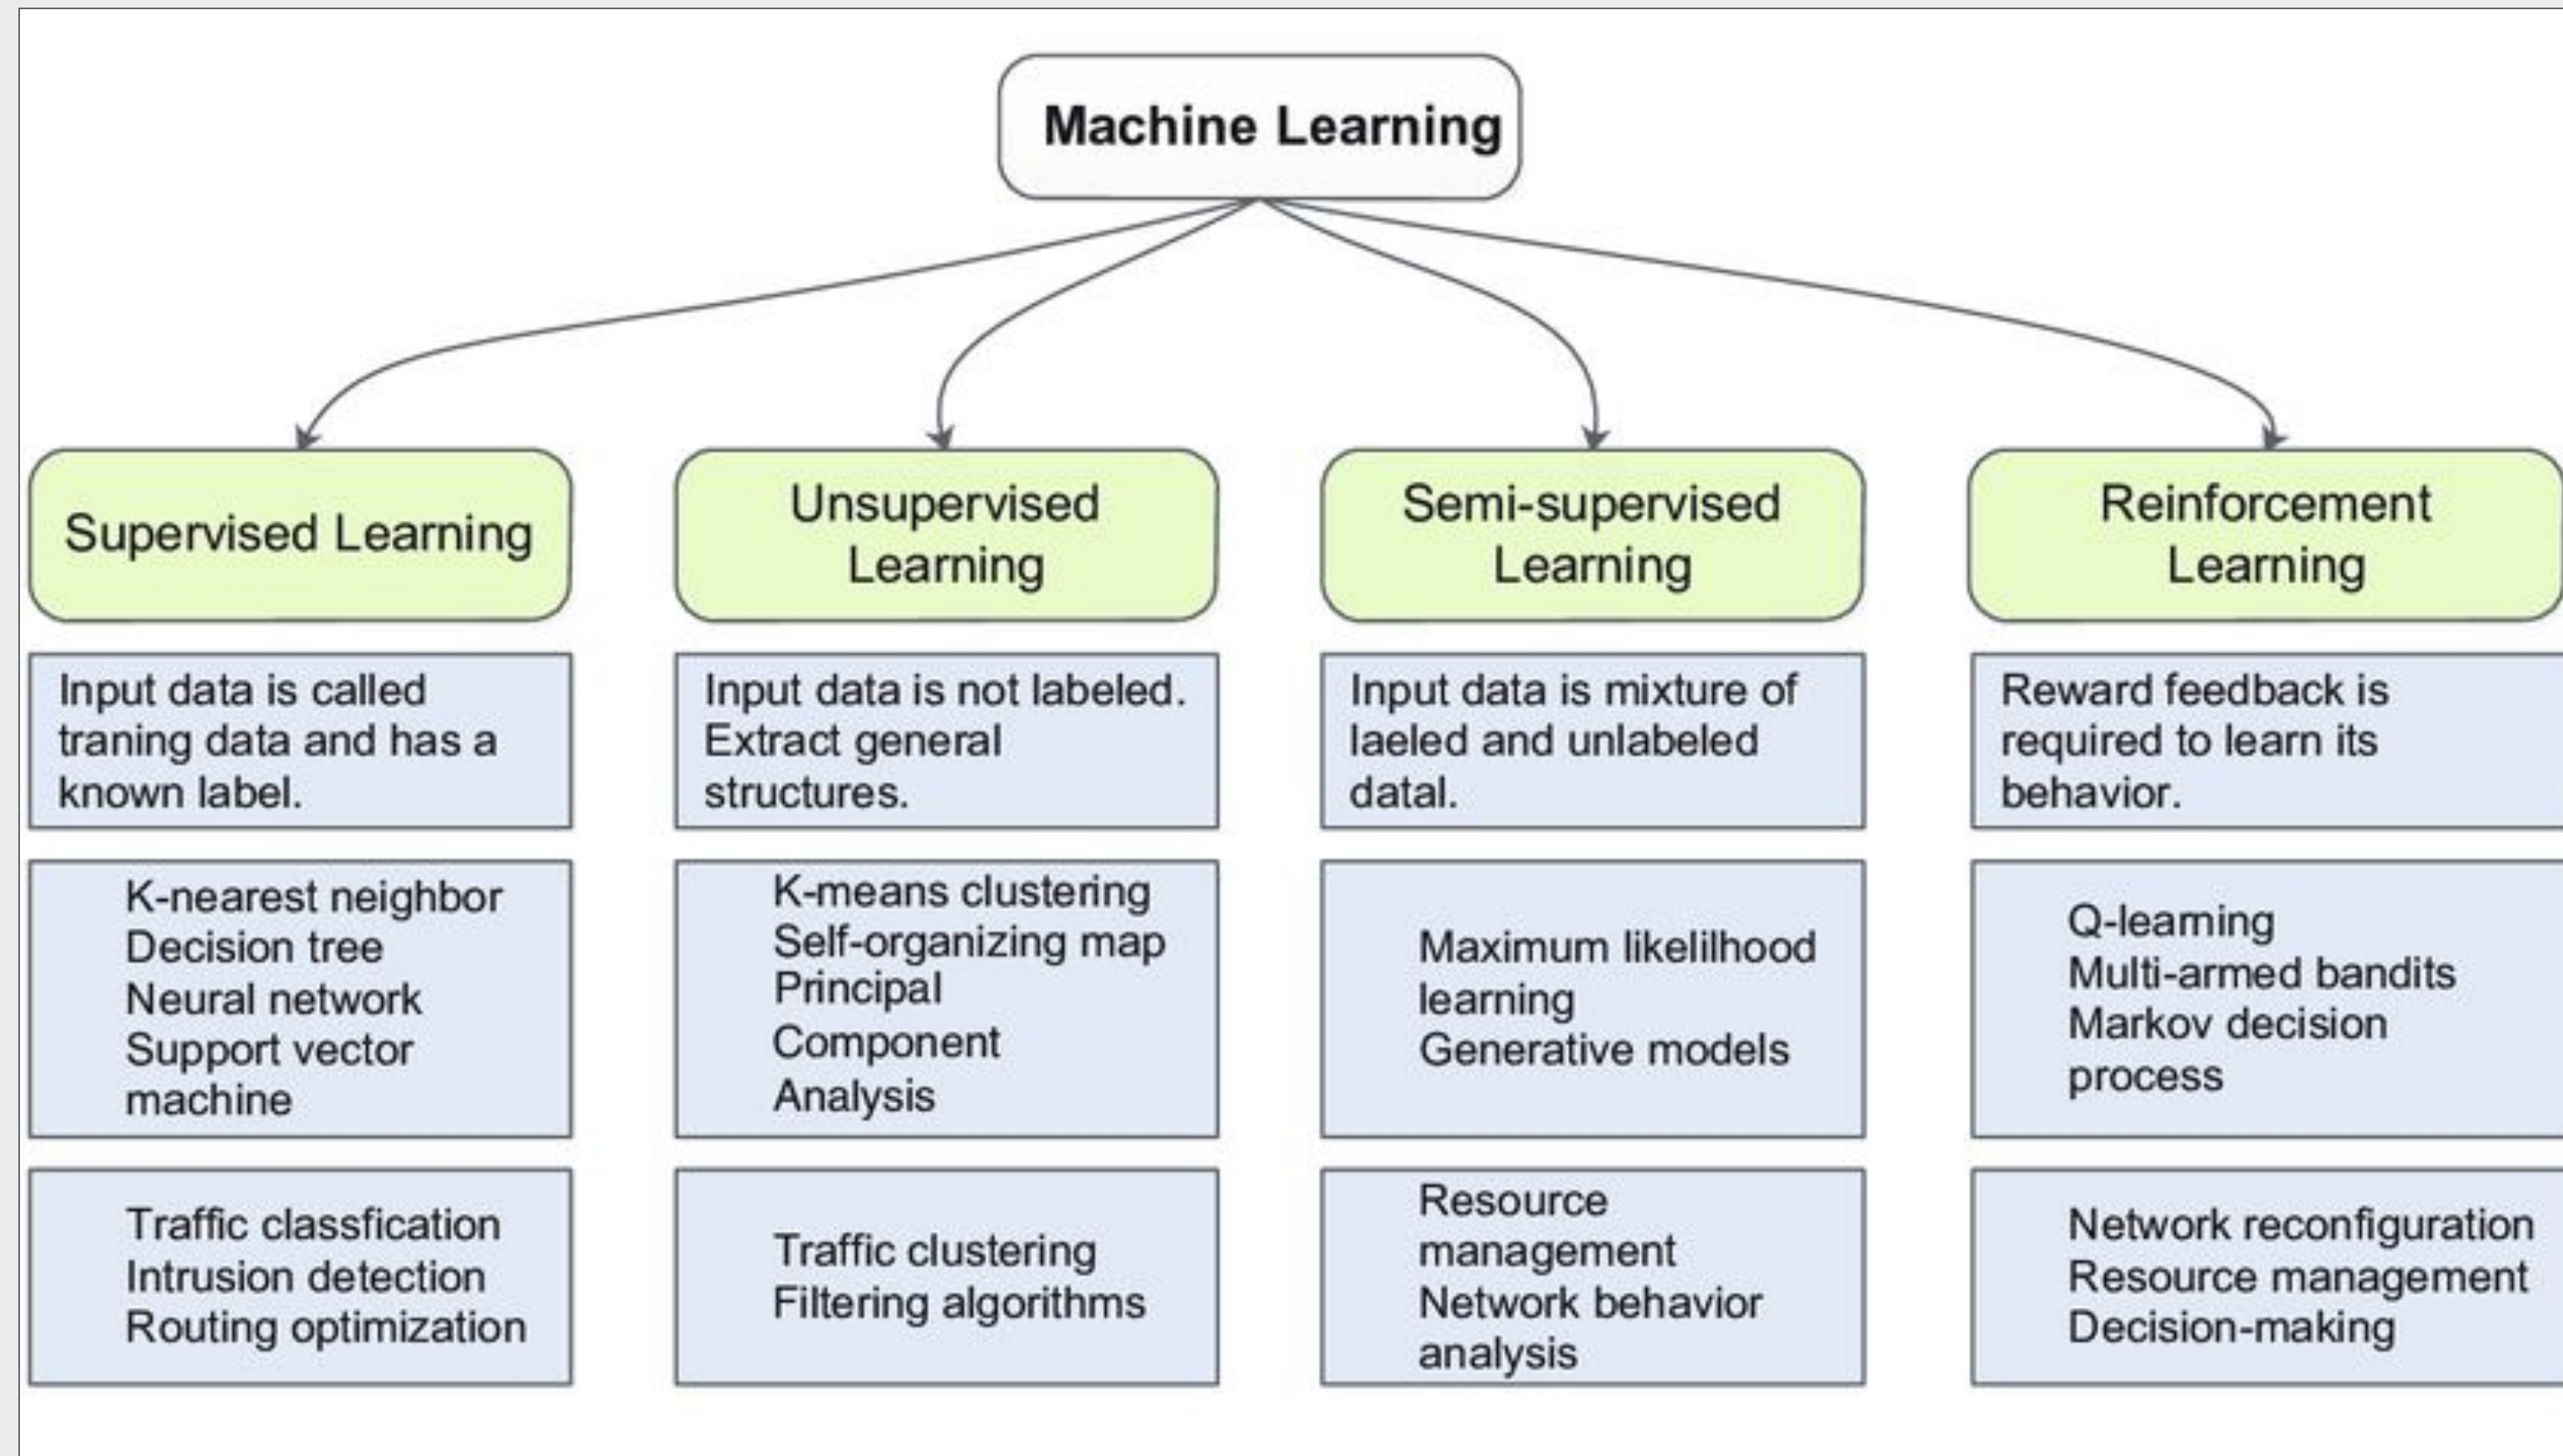 Machine Learning
Supervised Learning
Unsupervised
Learning
Semi-supervised
Learning
Reinforcement
Learning
Input data is called
traning data and has a
known label.
Input data is not labeled.
Extract general
structures.
Input data is mixture of
laeled and unlabeled
datal.
Reward feedback is
required to learn its
behavior.
K-nearest neighbor
Decision tree
Neural network
Support vector
machine
K-means clustering
Self-organizing map
Principal
Component
Analysis
Maximum likelilhood
learning
Generative models
Q-learning
Multi-armed bandits
Markov decision
process
Traffic classfication
Intrusion detection
Routing optimization
Traffic clustering
Filtering algorithms
Resource
management
Network behavior
analysis
Network reconfiguration
Resource management
Decision-making